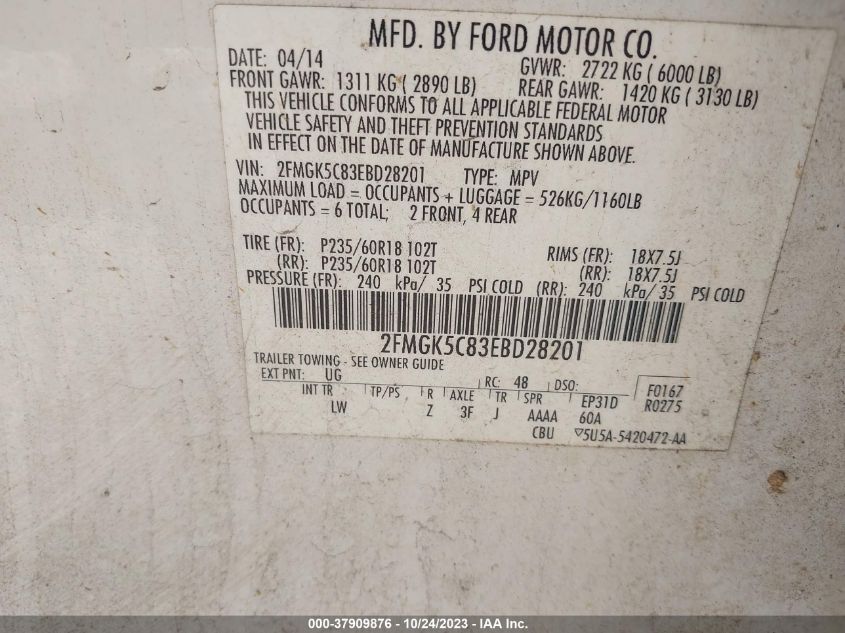 MFD. BY FORD MOTOR CO.
DATE: 04/14 GVWR: 2722 KG ( 6000 LB)
FRONT GAWR: 1311 KG ( 2890 LB) REAR GAWR: 1420 KG ( 3130 LB)
THIS VEHICLE CONFORMS TO ALL APPLICABLE FEDERAL MOTOR
VEHICLE SAFETY AND THEFT PREVENTION STANDARDS
IN EFFECT ON THE DATE OF MANUFACTURE SHOWN ABOVE.
VIN: 2FMGK5C83EBD28201 TYPE: MPV
MAXIMUM LOAD = OCCUPANTS + LUGGAGE = 526KG/1160LB
OCCUPANTS = 6 TOTAL; 2 FRONT, 4 REAR
TIRE (FR): P235/60R18 102T RIMS (FR): 18X7.5J
(RR): P235/60R18 102T (RR): 18X7.5J
PRESSURE (FR): 240 kPa/ 35 PSI COLD (RR): 240 kPa/ 35 PSI COLD
2FMGK5C83EBD28201
TRAILER TOWING - SEE OWNER GUIDE
EXT PNT: UG RC: 48 DSO: F0167
INT TR TP/PS R AXLE TR SPR EP31D R0275
LW Z 3F J AAAA 60A
CBU ▽5U5A-5420472-AA
000-37909876 - 10/24/2023 - IAA Inc.